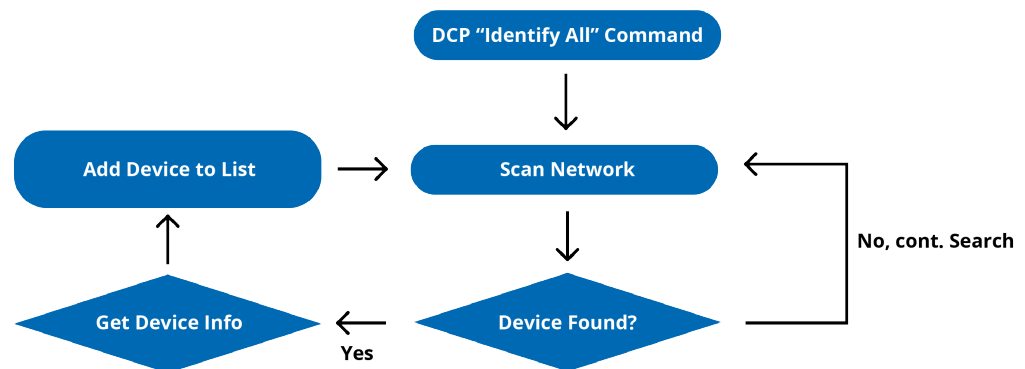 DCP “Identify All” Command
Add Device to List
Scan Network
No, cont. Search
Get Device Info
Device Found?
Yes